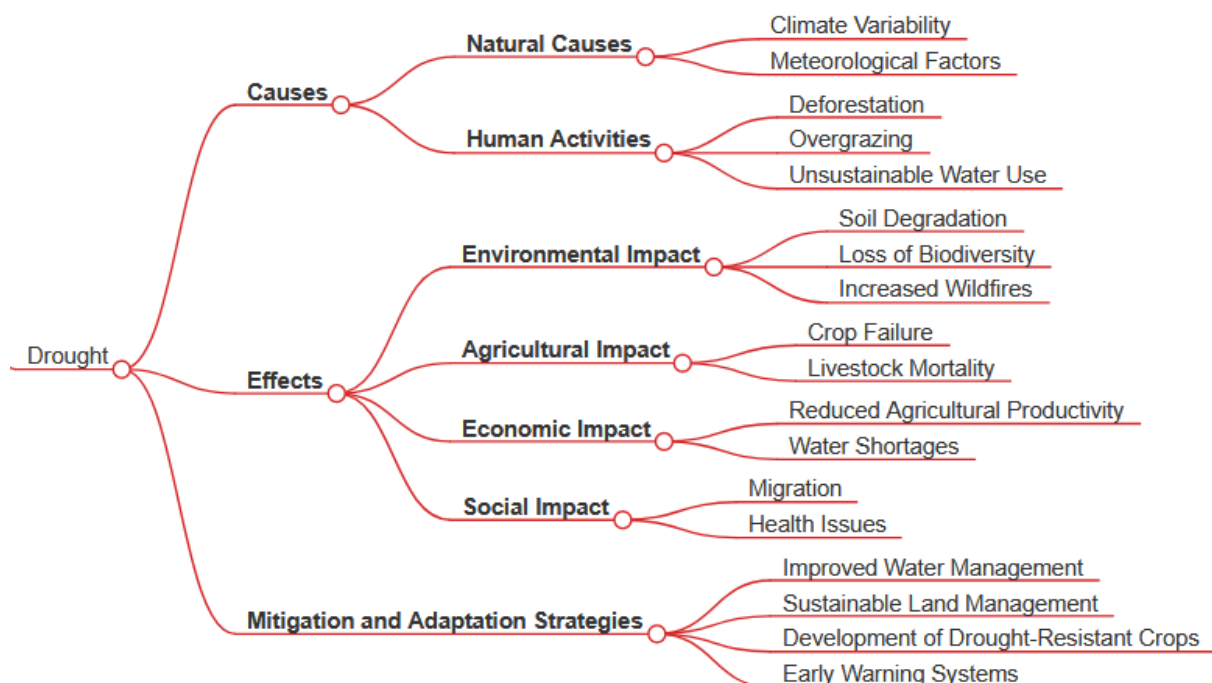 Drought
Causes
Natural Causes
Climate Variability
Meteorological Factors
Human Activities
Deforestation
Overgrazing
Unsustainable Water Use
Effects
Environmental Impact
Soil Degradation
Loss of Biodiversity
Increased Wildfires
Agricultural Impact
Crop Failure
Livestock Mortality
Economic Impact
Reduced Agricultural Productivity
Water Shortages
Social Impact
Migration
Health Issues
Mitigation and Adaptation Strategies
Improved Water Management
Sustainable Land Management
Development of Drought-Resistant Crops
Early Warning Systems